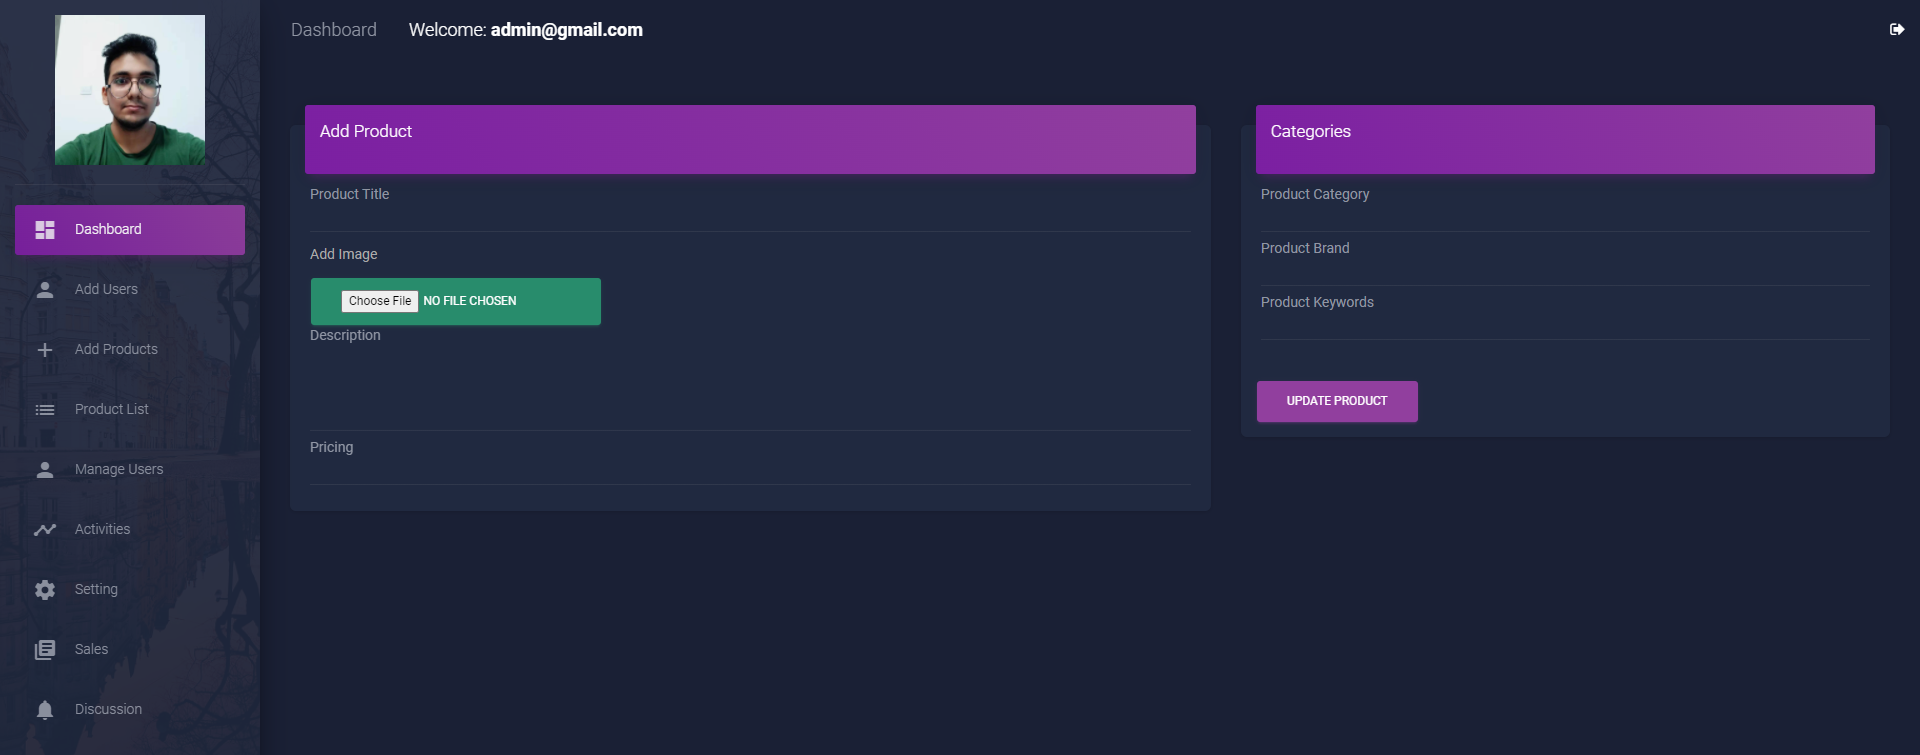 Dashboard
Welcome: admin@gmail.com
Dashboard
Add Users
Add Products
Product List
Manage Users
Activities
Setting
Sales
Discussion
Add Product
Product Title
Add Image
Choose File NO FILE CHOSEN
Description
Pricing
Categories
Product Category
Product Brand
Product Keywords
UPDATE PRODUCT